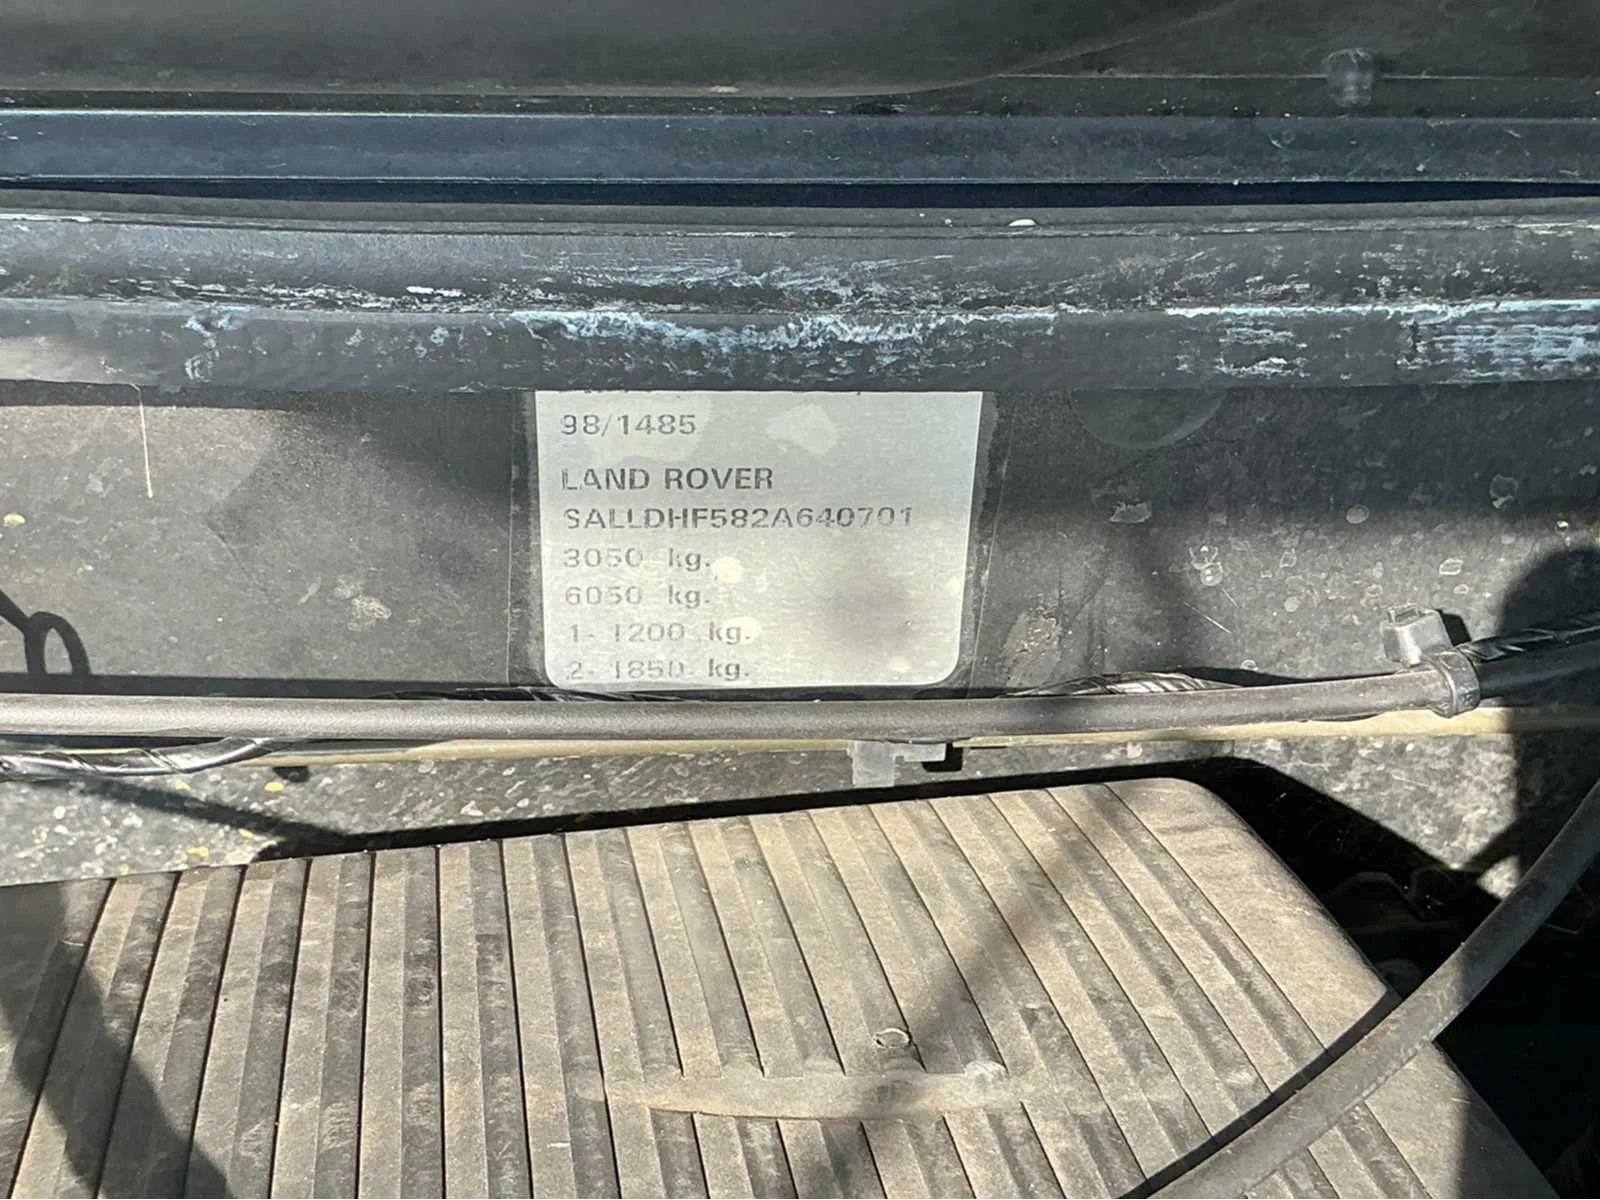 98/1485
LAND ROVER
SALLDHF582A640701
3050 kg.
6050 kg.
1- 1200 kg.
2- 1850 kg.